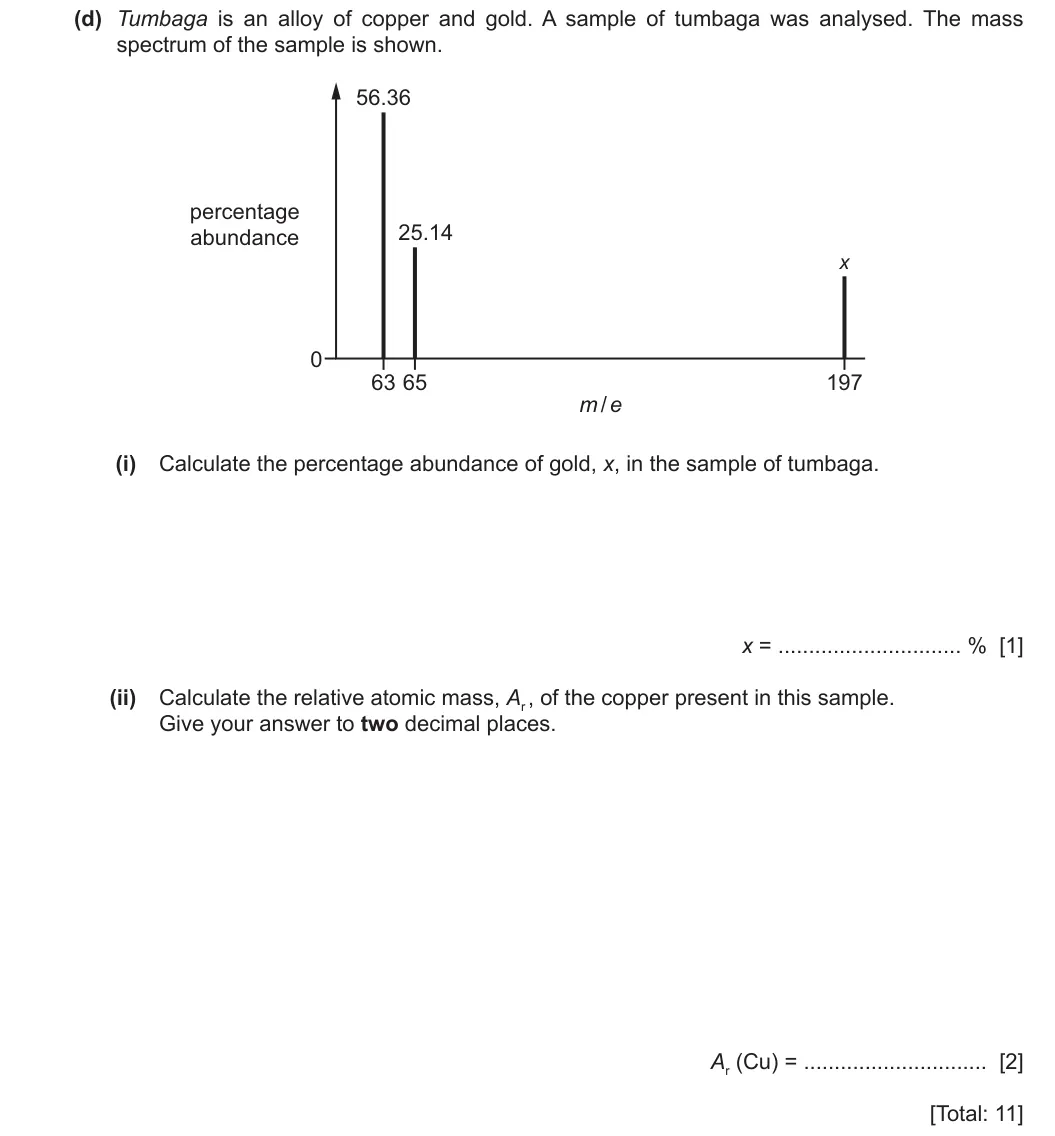 (d) Tumbaga is an alloy of copper and gold. A sample of tumbaga was analysed. The mass
spectrum of the sample is shown.
56.36
percentage
abundance
25.14
x
0
63 65
197
m / e
(i) Calculate the percentage abundance of gold, x, in the sample of tumbaga.
x = .............................. % [1]
(ii) Calculate the relative atomic mass, Ar, of the copper present in this sample.
Give your answer to two decimal places.
Ar (Cu) = .............................. [2]
[Total: 11]